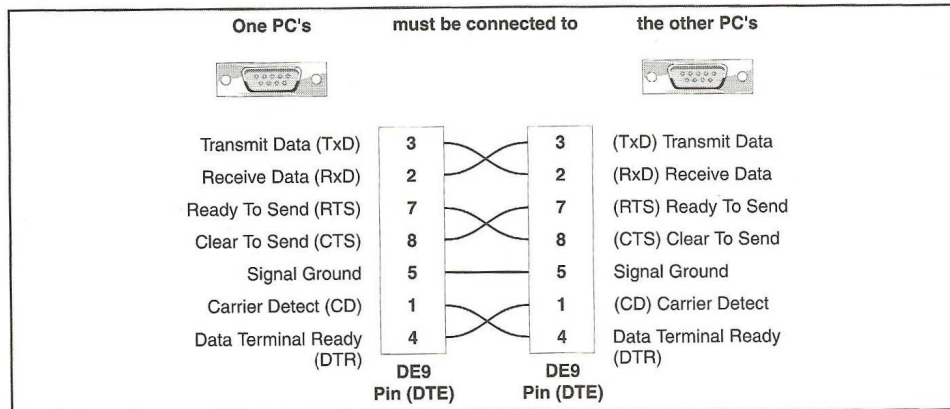 One PC's must be connected to the other PC's
Transmit Data (TxD) 3 3 (TxD) Transmit Data
Receive Data (RxD) 2 2 (RxD) Receive Data
Ready To Send (RTS) 7 7 (RTS) Ready To Send
Clear To Send (CTS) 8 8 (CTS) Clear To Send
Signal Ground 5 5 Signal Ground
Carrier Detect (CD) 1 1 (CD) Carrier Detect
Data Terminal Ready 4 4 Data Terminal Ready
(DTR) (DTR)
DE9 DE9
Pin (DTE) Pin (DTE)